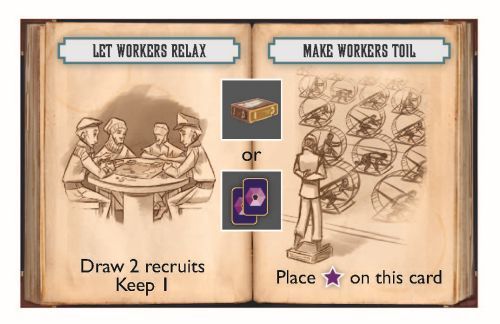 LET WORKERS RELAX
MAKE WORKERS TOIL
or
Draw 2 recruits
Keep 1
Place ★ on this card